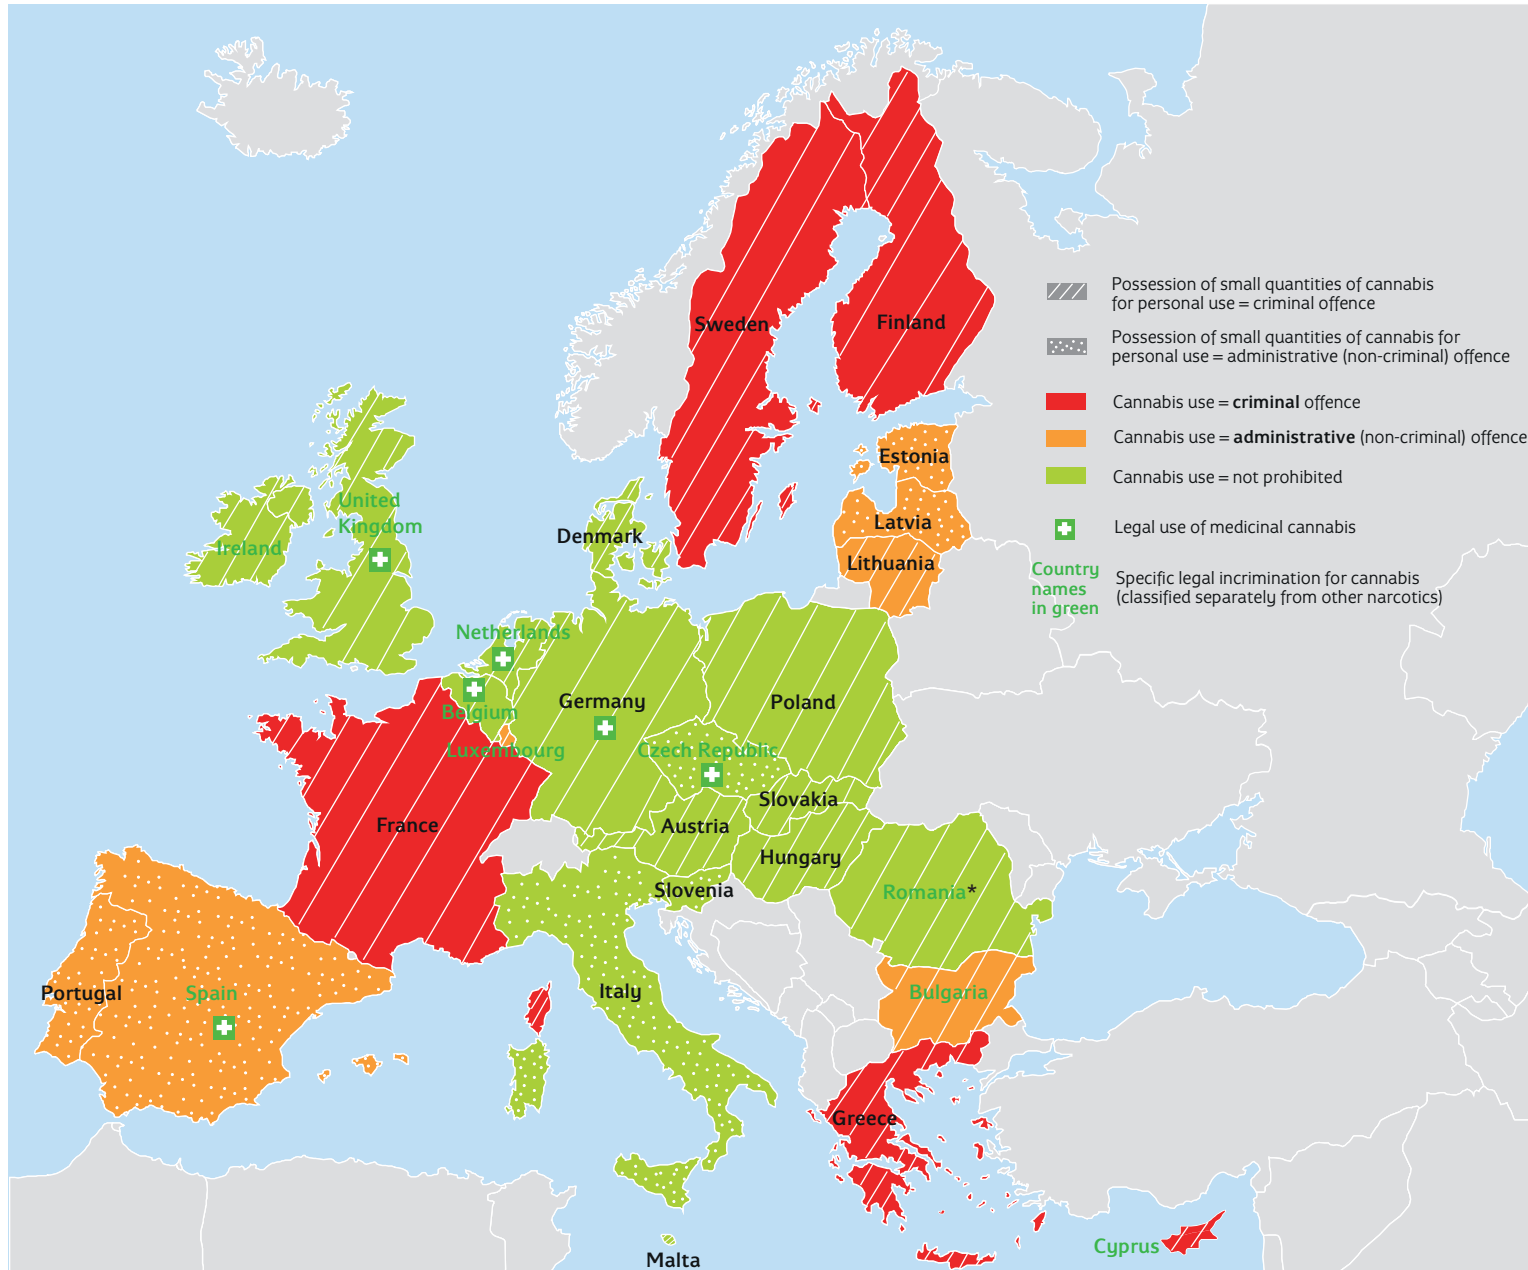 Sweden
Finland
Possession of small quantities of cannabis
for personal use = criminal offence
Possession of small quantities of cannabis for
personal use = administrative (non-criminal) offence
Cannabis use = criminal offence
Cannabis use = administrative (non-criminal) offence
Cannabis use = not prohibited
Legal use of medicinal cannabis
Country
names
in green
Specific legal incrimination for cannabis
(classified separately from other narcotics)
Estonia
Latvia
Lithuania
United
Kingdom
Ireland
Denmark
Netherlands
Belgium
Luxembourg
Germany
Poland
Czech Republic
Slovakia
Austria
Hungary
France
Slovenia
Romania*
Portugal
Spain
Italy
Bulgaria
Greece
Malta
Cyprus